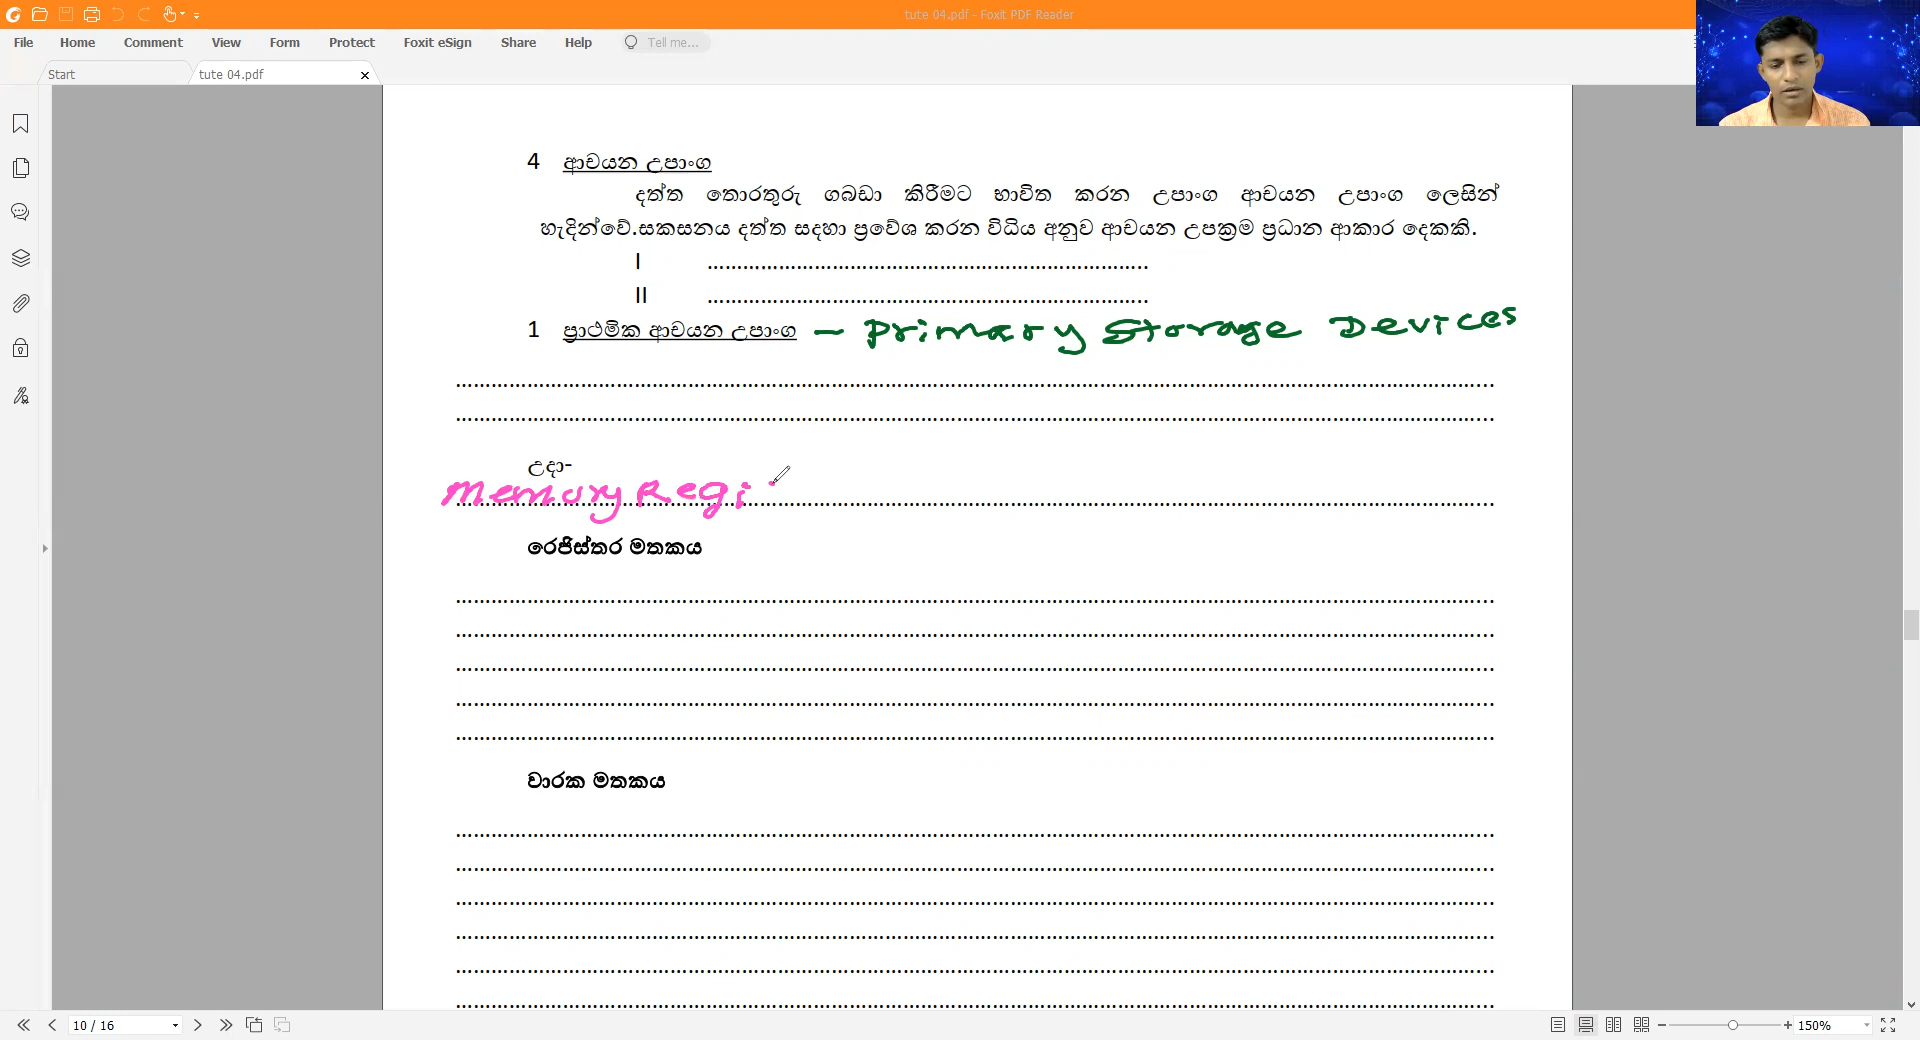 tute 04.pdf - Foxit PDF Reader
File Home Comment View Form Protect Foxit eSign Share Help Tell me...
Start tute 04.pdf
4 ආචයන උපාංග
දත්ත තොරතුරු ගබඩා කිරීමට භාවිත කරන උපාංග ආචයන උපාංග ලෙසින්
හැදින්වේ.සකසනය දත්ත සදහා ප්‍රවේශ කරන විධිය අනුව ආචයන උපක්‍රම ප්‍රධාන ආකාර දෙකකි.
I ....................................................................
II ....................................................................
1 ප්‍රාථමික ආචයන උපාංග – Primary Storage Devices
උදා-
Memory Regi
රෙජිස්තර මතකය
වාරක මතකය
10 / 16
150%